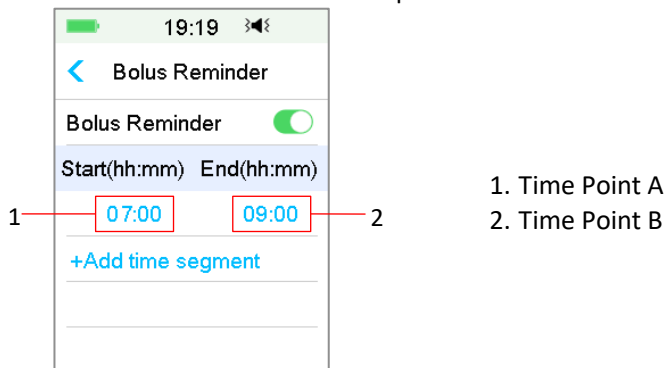 19:19
Bolus Reminder
Bolus Reminder
Start(hh:mm) End(hh:mm)
1 07:00 09:00 2
+Add time segment
1. Time Point A
2. Time Point B